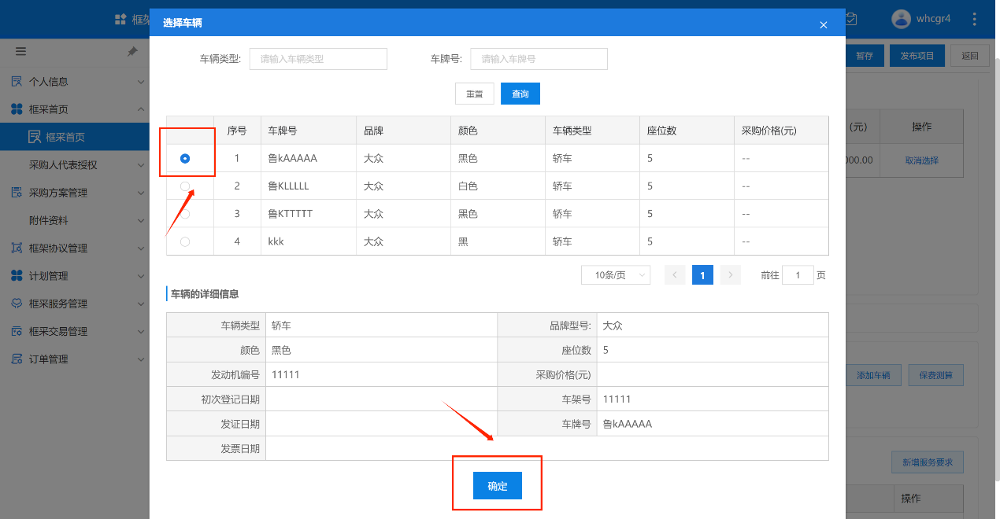 框架
选择车辆
whcgr4
车辆类型: 请输入车辆类型 车牌号: 请输入车牌号
暂存 发布项目 返回
重置 查询
个人信息
框采首页
框采首页
采购人代表授权
采购方案管理
附件资料
框架协议管理
计划管理
框采服务管理
框采交易管理
订单管理
序号 车牌号 品牌 颜色 车辆类型 座位数 采购价格(元)
1 鲁kAAAAA 大众 黑色 轿车 5 --
2 鲁KLLLLL 大众 白色 轿车 5 --
3 鲁KTTTTT 大众 黑色 轿车 5 --
4 kkk 大众 黑 轿车 5 --
(元) 操作
000.00 取消选择
10条/页 1 前往 1 页
车辆的详细信息
车辆类型 轿车 品牌型号: 大众
颜色 黑色 座位数 5
发动机编号 11111 采购价格(元)
初次登记日期 车架号 11111
发证日期 车牌号 鲁kAAAAA
发票日期
确定
添加车辆 保费测算
新增服务要求
操作